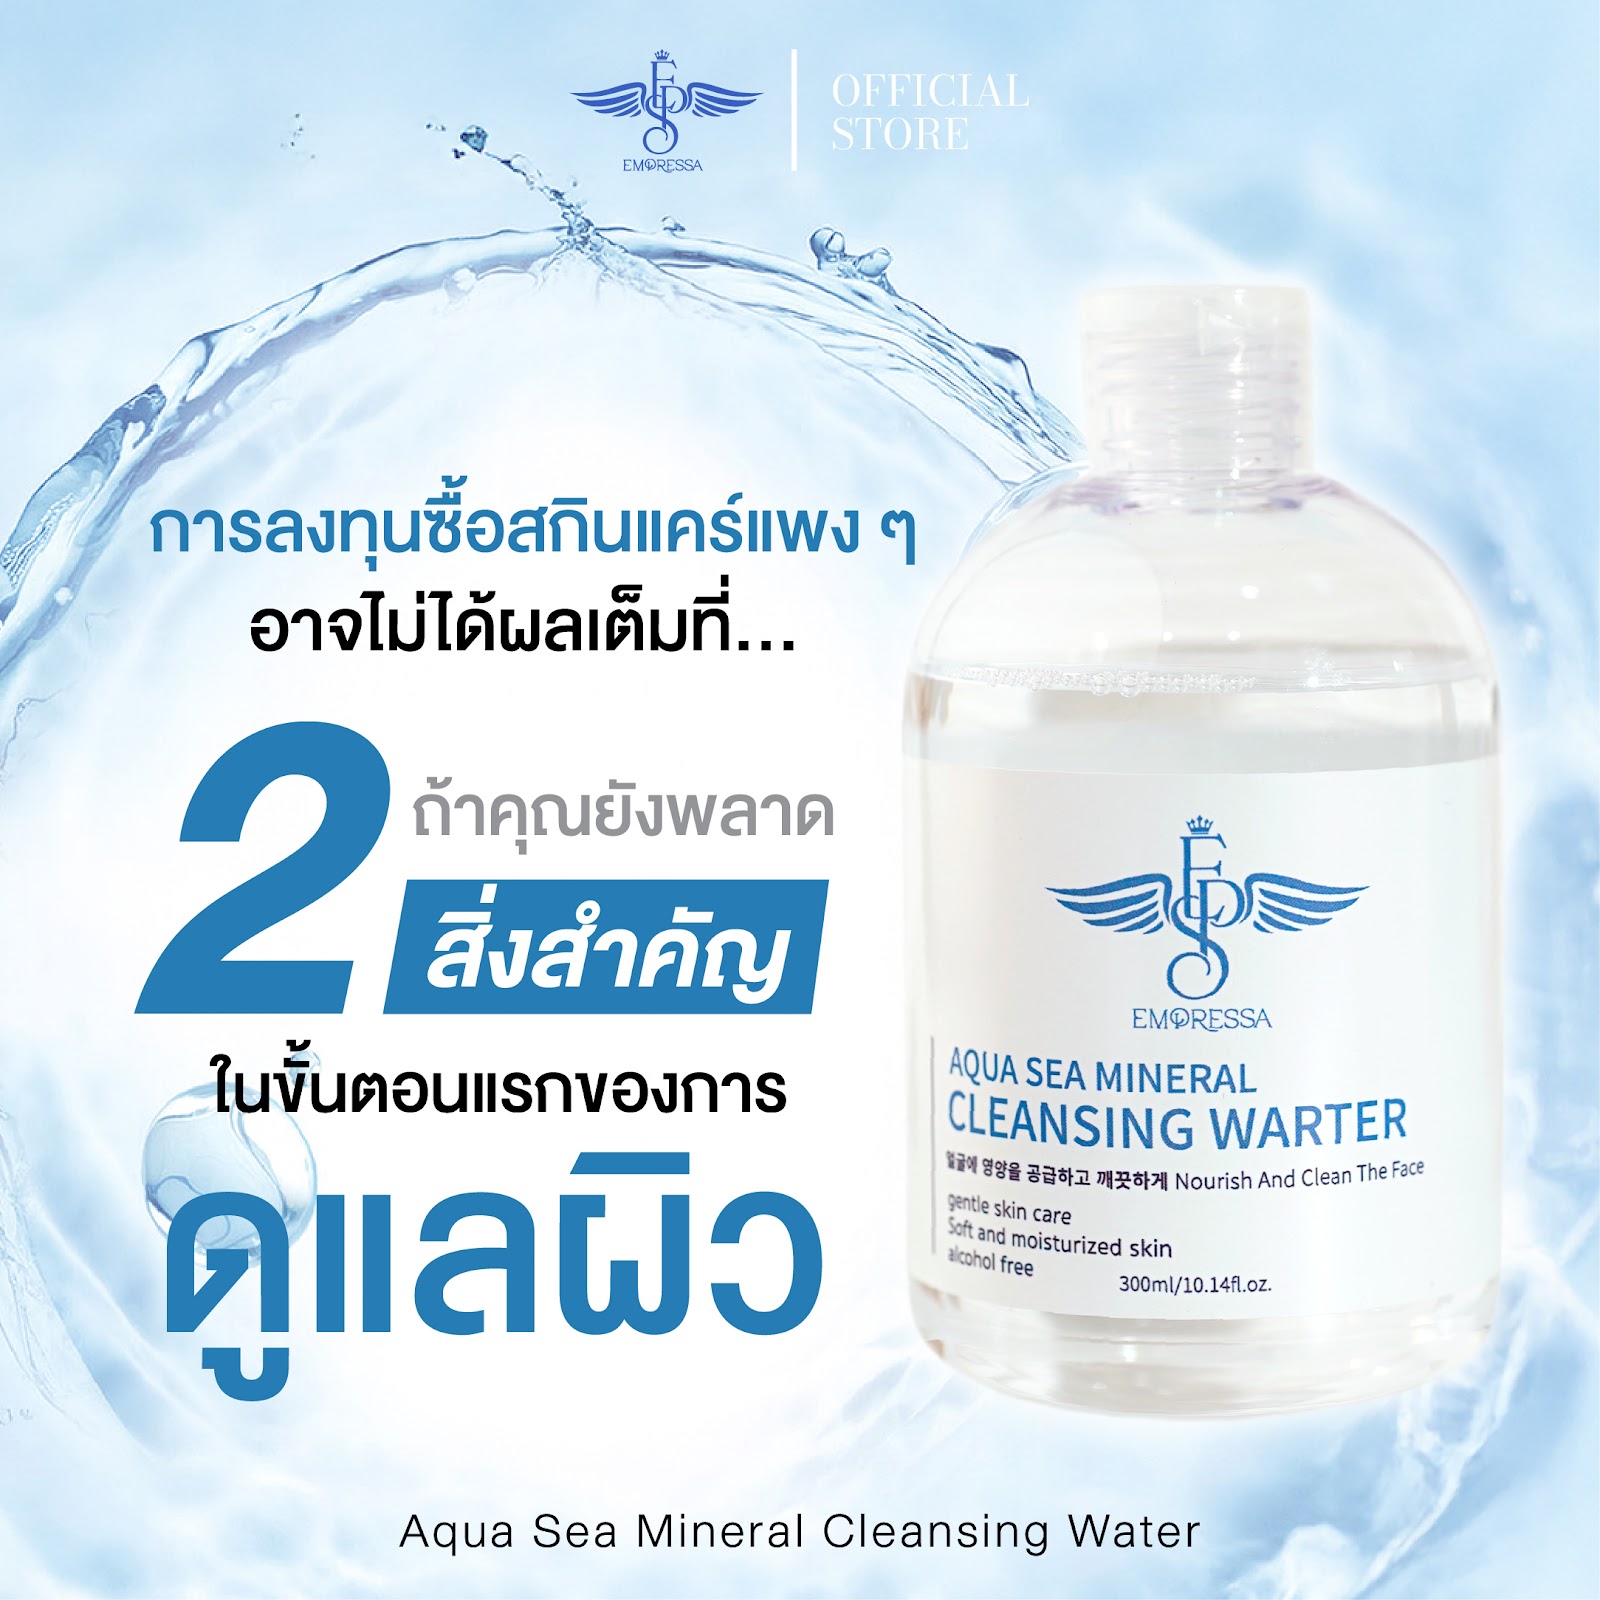 EMPRESSA
OFFICIAL
STORE
การลงทุนซื้อสกินแคร์แพง ๆ
อาจไม่ได้ผลเต็มที่...
2 ถ้าคุณยังพลาด
สิ่งสำคัญ
ในขั้นตอนแรกของการ
ดูแลผิว
EPS
EMPRESSA
AQUA SEA MINERAL
CLEANSING WARTER
얼굴에 영양을 공급하고 깨끗하게 Nourish And Clean The Face
gentle skin care
Soft and moisturized skin
alcohol free
300ml/10.14fl.oz.
Aqua Sea Mineral Cleansing Water